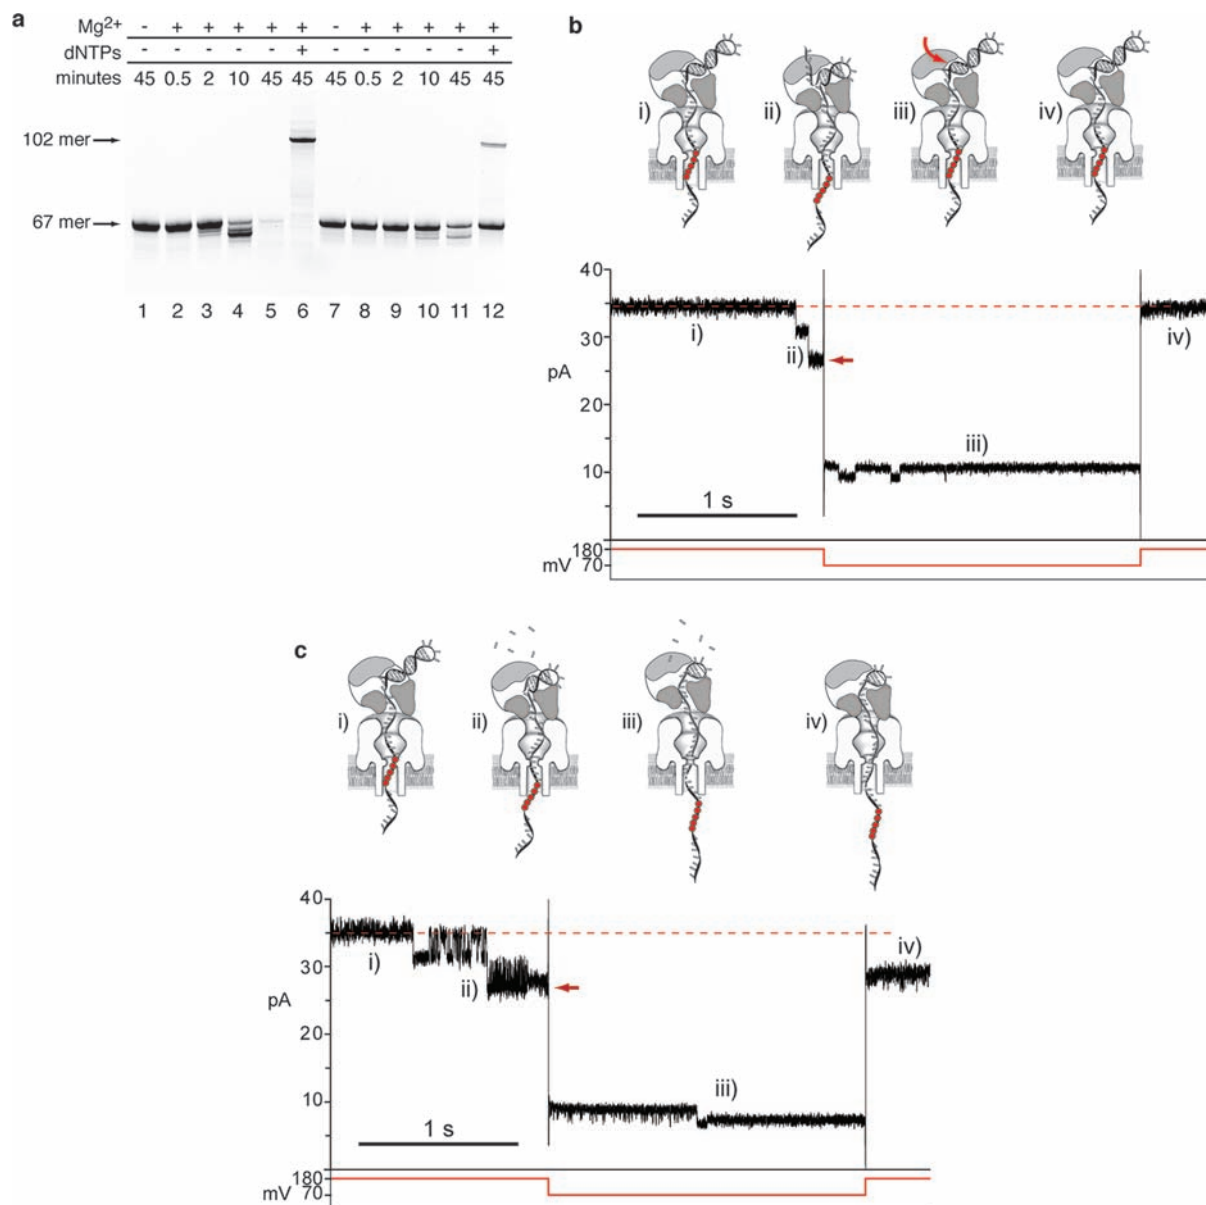 a
Mg2+ - + + + + + - + + + + +
dNTPs - - - - - + - - - - - +
minutes 45 0.5 2 10 45 45 45 0.5 2 10 45 45
102 mer
67 mer
1 2 3 4 5 6 7 8 9 10 11 12
b
i) ii) iii) iv)
40
30
20
10
pA
i)
ii)
iii)
iv)
1 s
180
70
mV
c
i) ii) iii) iv)
40
30
20
10
pA
i)
ii)
iii)
iv)
1 s
180
70
mV